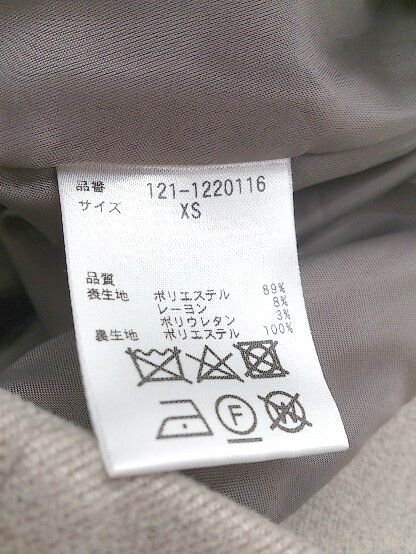 品番 121-1220116
サイズ XS
品質
表生地 ポリエステル 89%
レーヨン 8%
ポリウレタン 3%
裏生地 ポリエステル 100%
F
W